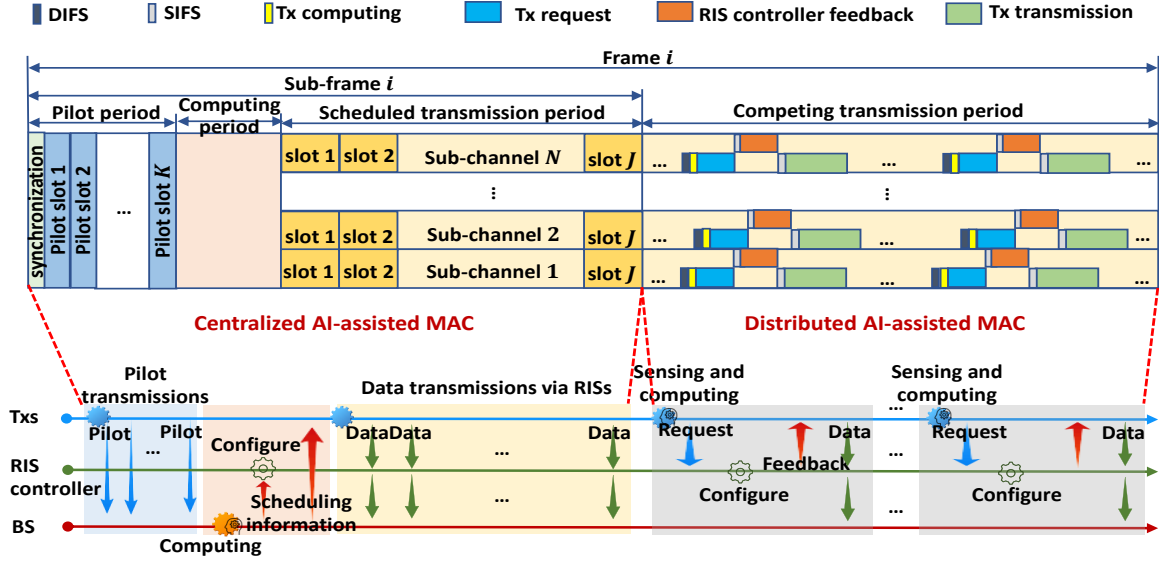 DIFS SIFS Tx computing Tx request RIS controller feedback Tx transmission
Frame i
Sub-frame i
Pilot period
Computing period
Scheduled transmission period
Competing transmission period
synchronization
Pilot slot 1
Pilot slot 2
...
Pilot slot K
slot 1 slot 2 Sub-channel N slot J
... ... ...
⋮ ⋮
slot 1 slot 2 Sub-channel 2 slot J
... ... ...
slot 1 slot 2 Sub-channel 1 slot J
... ... ...
Centralized AI-assisted MAC
Distributed AI-assisted MAC
Pilot
transmissions
Data transmissions via RISs
Sensing and
computing
Sensing and
computing
Txs
...
Pilot ... Pilot
Configure
Data Data ... Data
Request
Feedback
Data
...
Request
Data
RIS
controller
Configure
Configure
Scheduling
information
...
...
BS
Computing